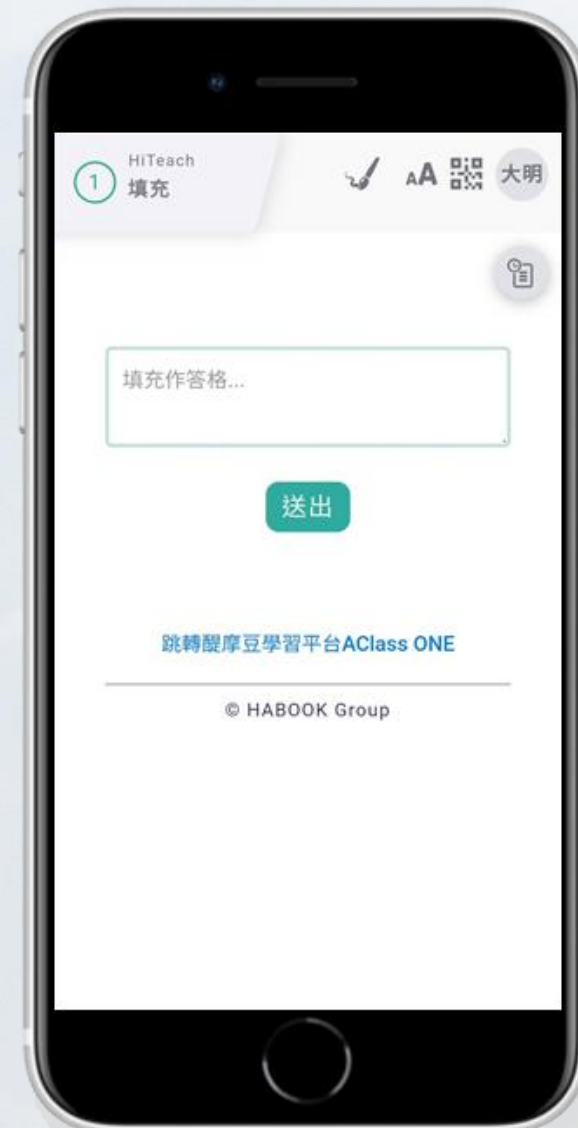 1
HiTeach
填充
AA
大明
填充作答格...
送出
跳轉醍摩豆學習平台AClass ONE
© HABOOK Group